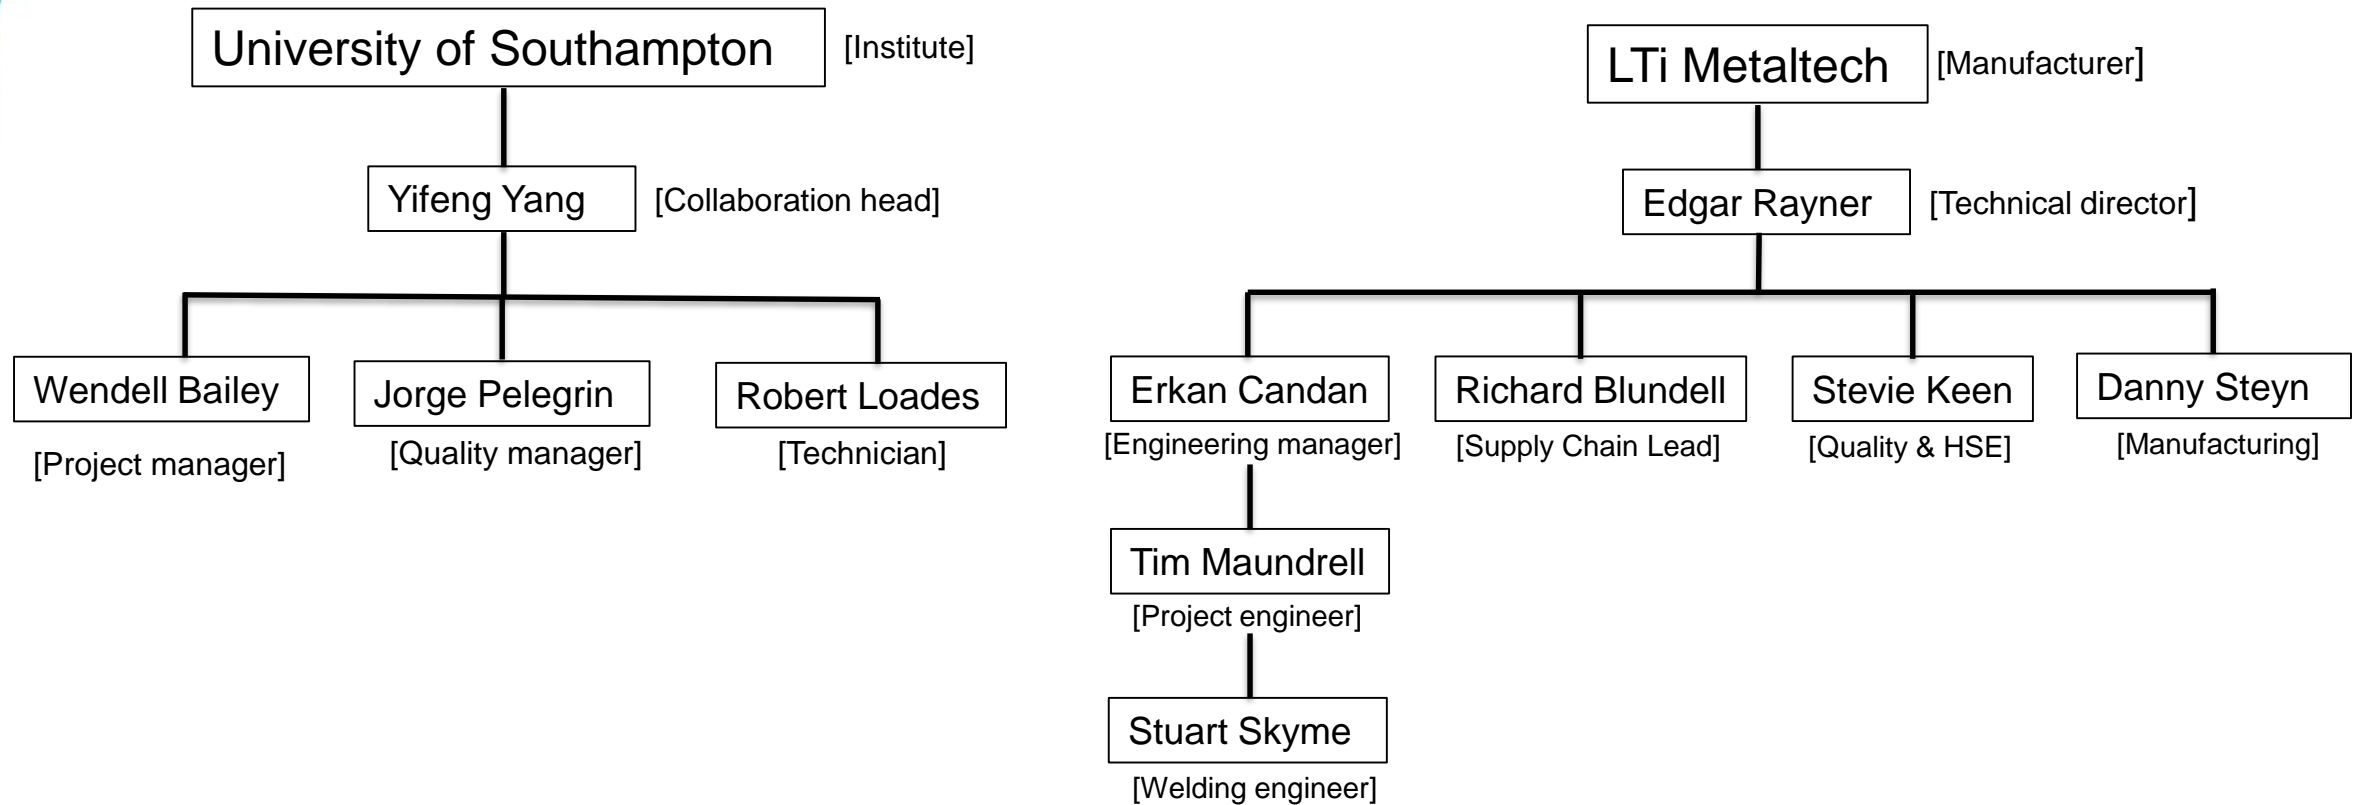 University of Southampton
[Institute]
Yifeng Yang
[Collaboration head]
Wendell Bailey
[Project manager]
Jorge Pelegrin
[Quality manager]
Robert Loades
[Technician]
LTi Metaltech
[Manufacturer]
Edgar Rayner
[Technical director]
Erkan Candan
[Engineering manager]
Richard Blundell
[Supply Chain Lead]
Stevie Keen
[Quality & HSE]
Danny Steyn
[Manufacturing]
Tim Maundrell
[Project engineer]
Stuart Skyme
[Welding engineer]